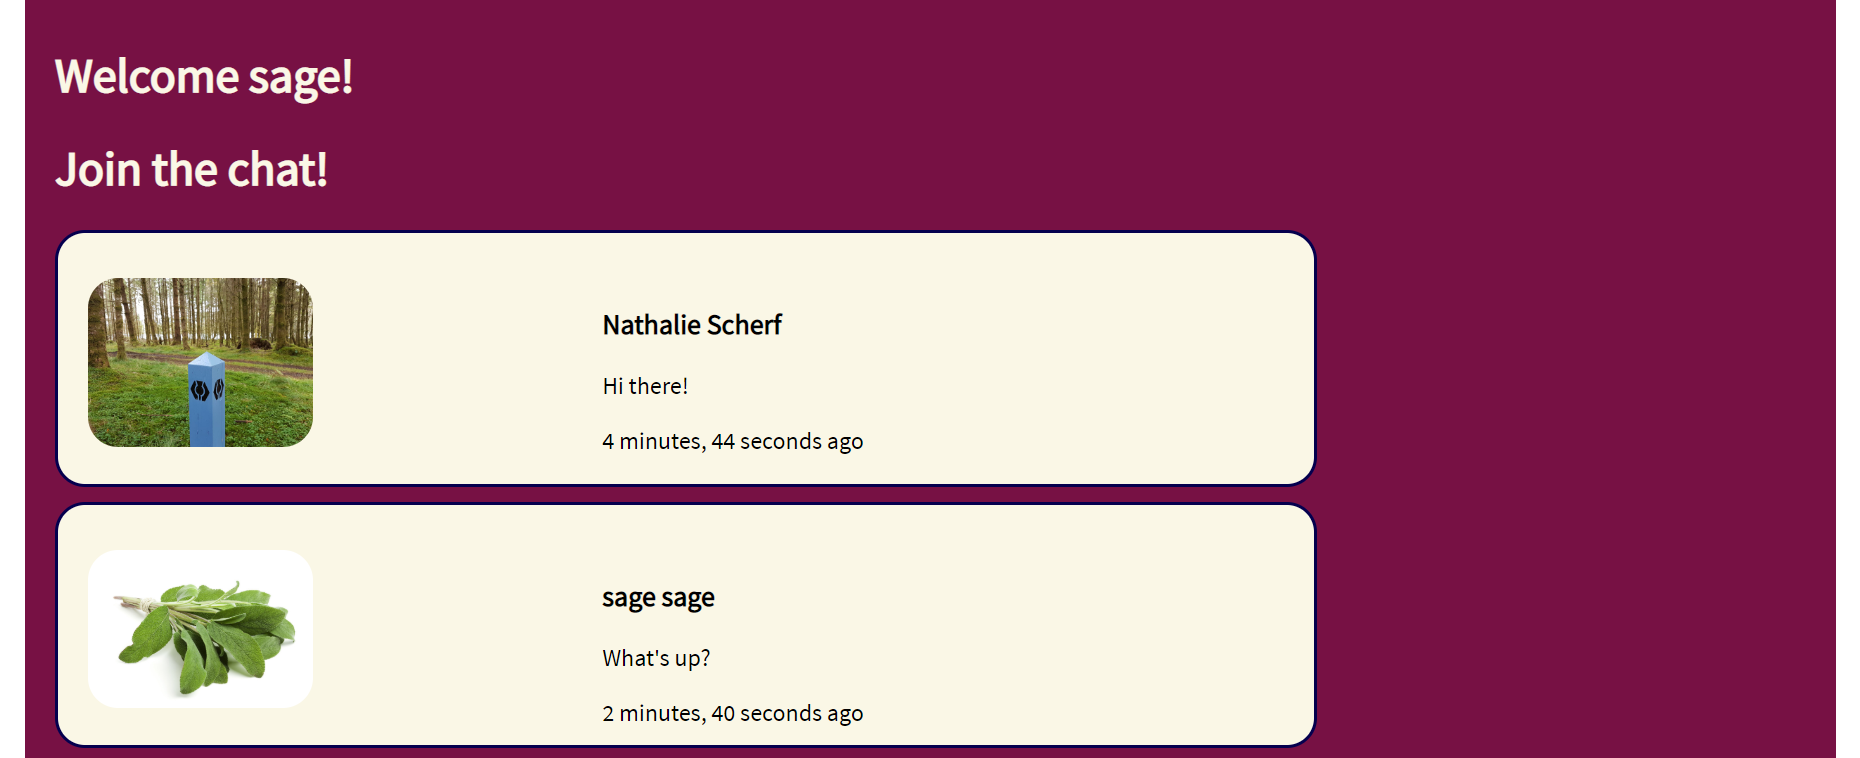 Welcome sage!
Join the chat!
Nathalie Scherf
Hi there!
4 minutes, 44 seconds ago
sage sage
What's up?
2 minutes, 40 seconds ago